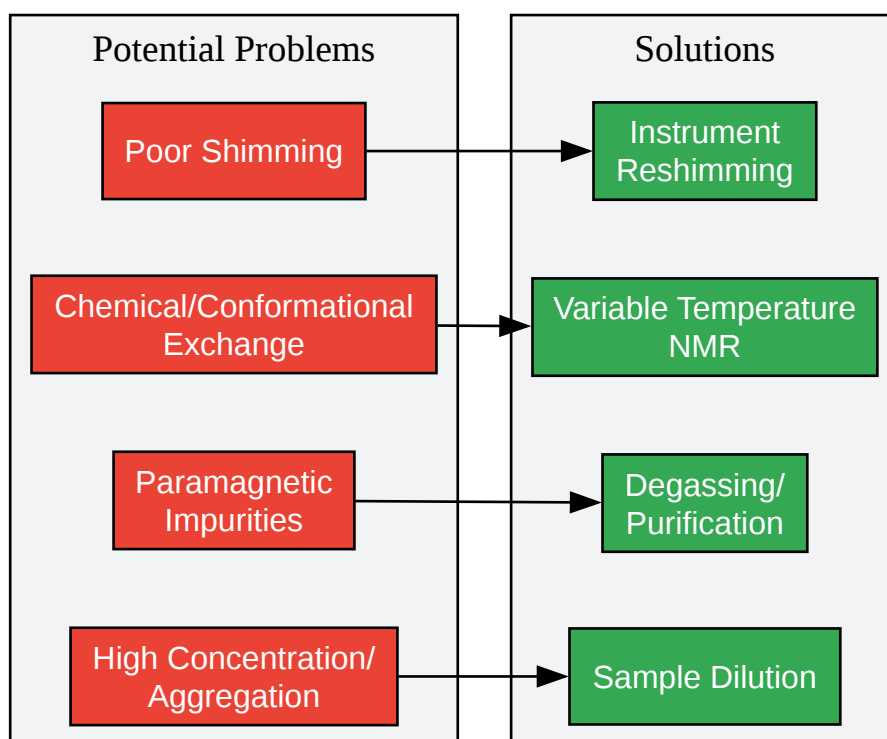 Potential Problems
Solutions
Poor Shimming
Instrument
Reshimming
Chemical/Conformational
Exchange
Variable Temperature
NMR
Paramagnetic
Impurities
Degassing/
Purification
High Concentration/
Aggregation
Sample Dilution